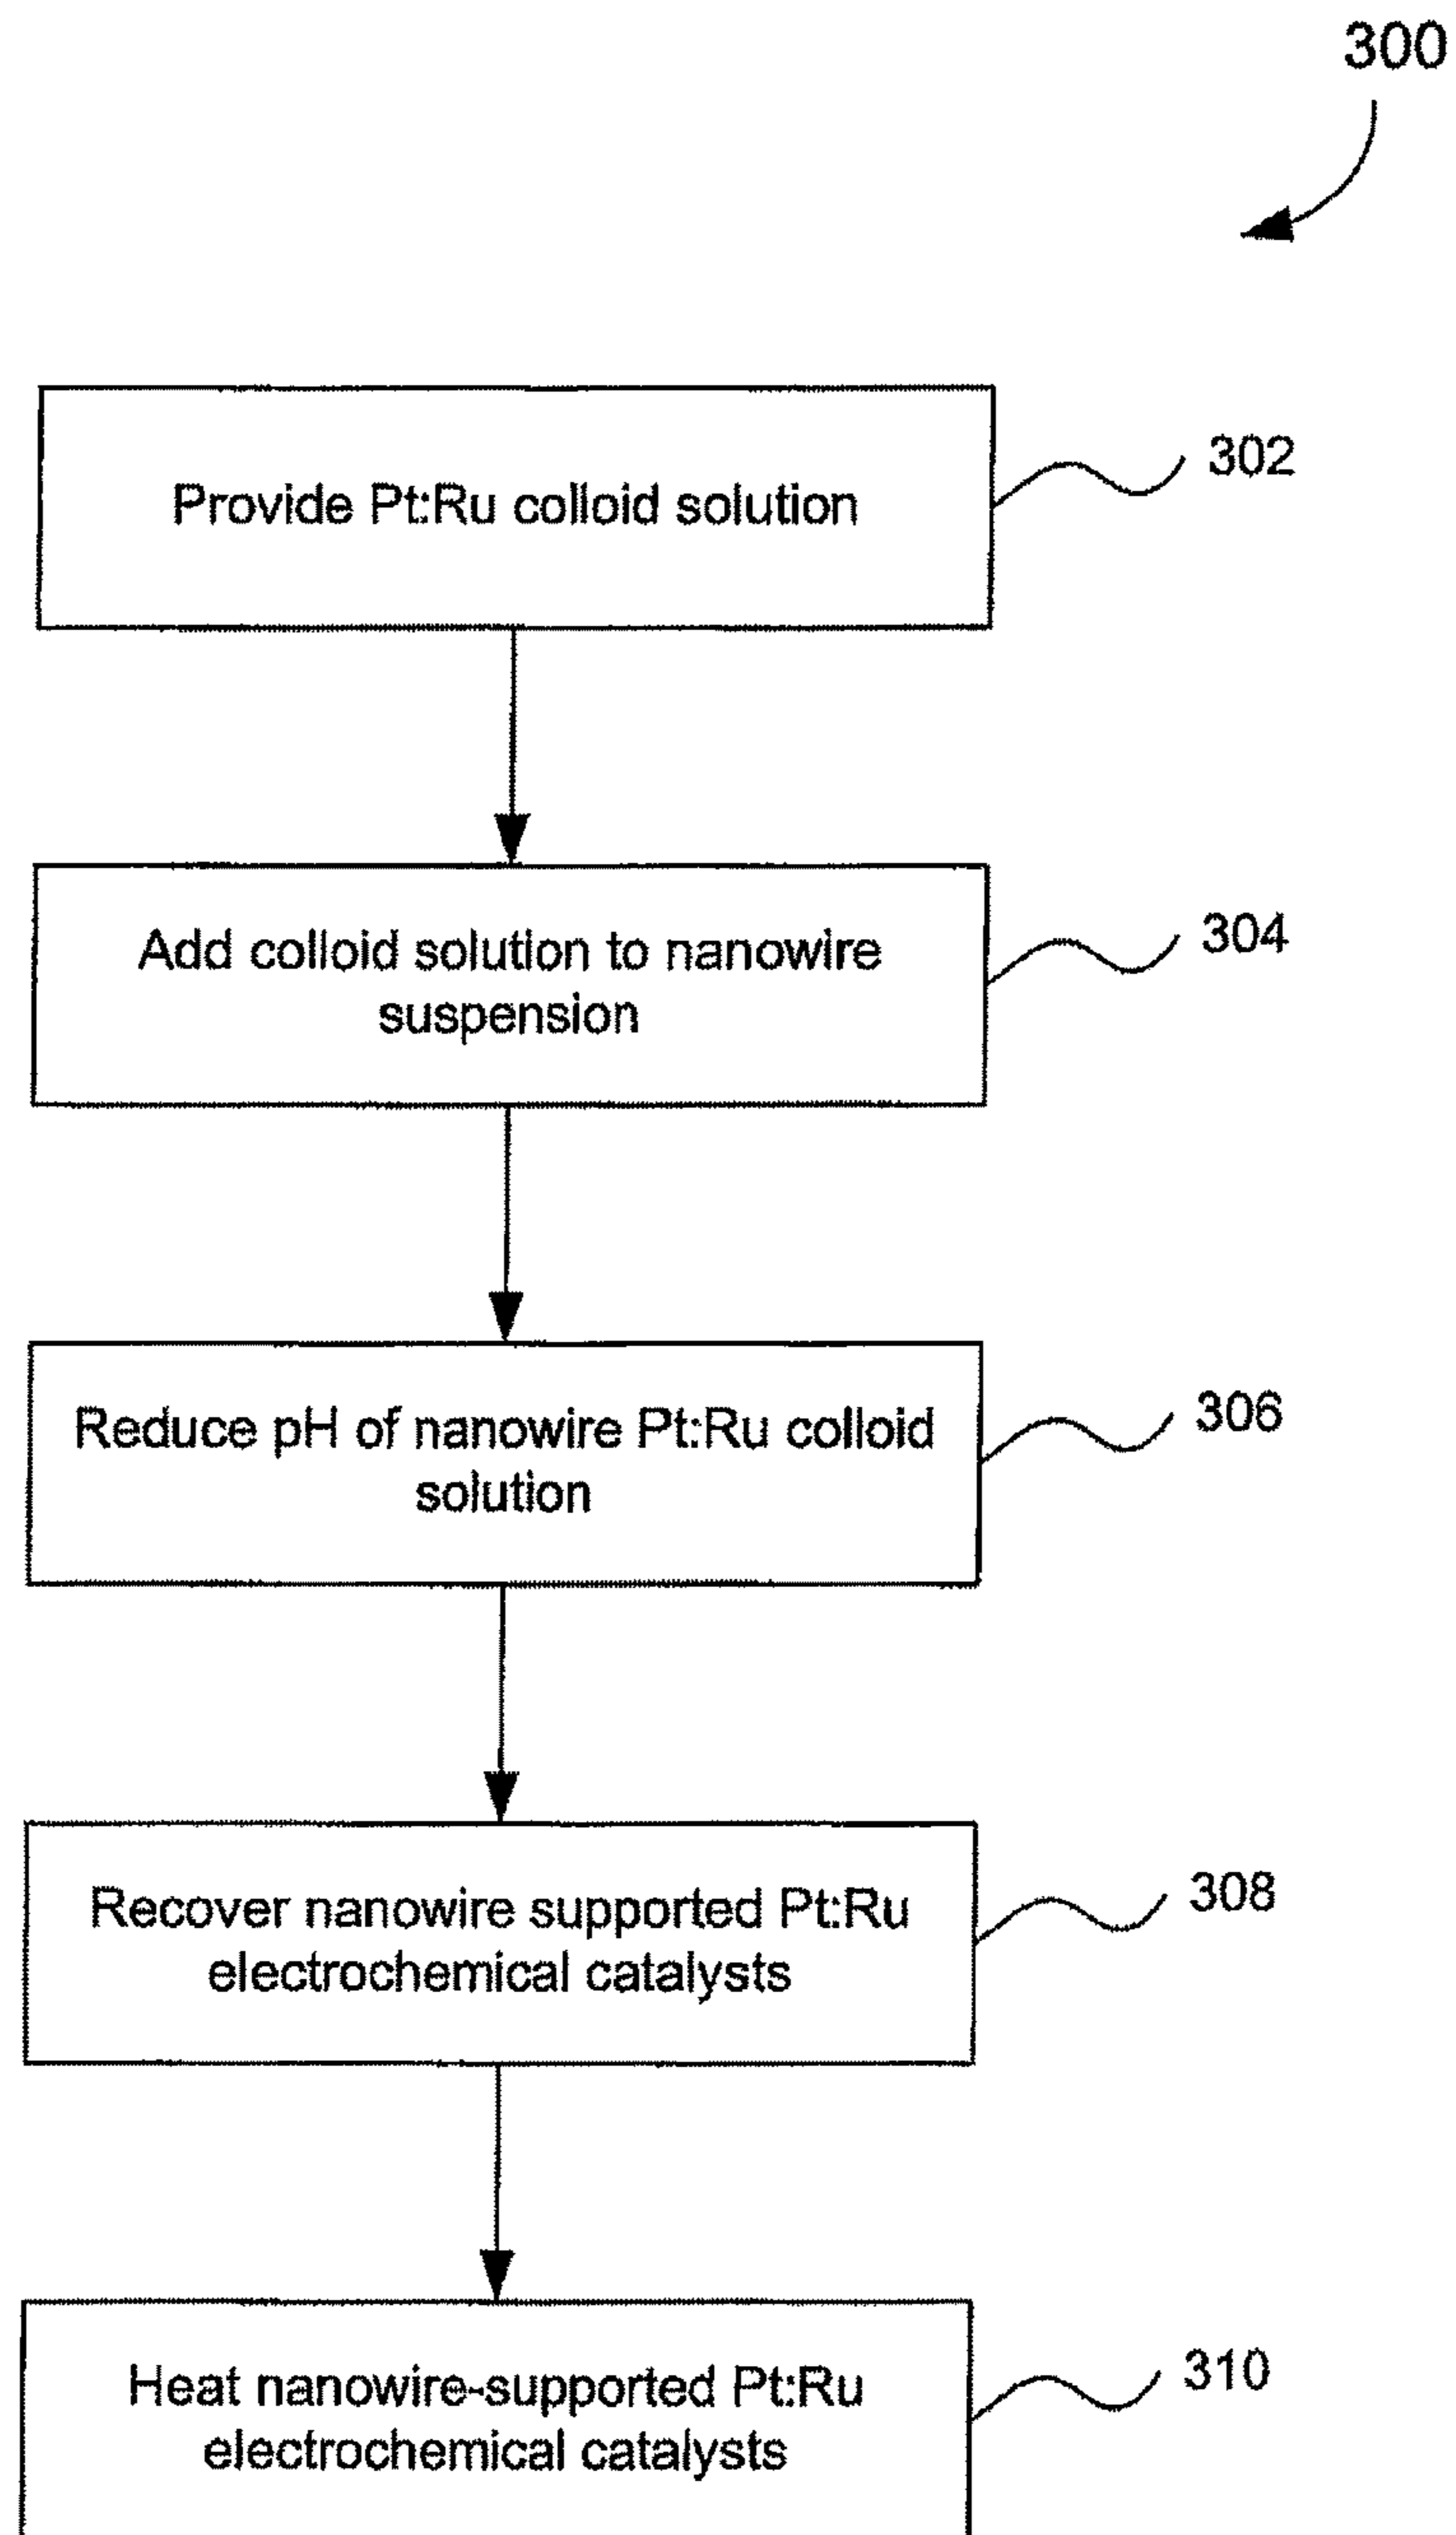 300
Provide Pt:Ru colloid solution
302
Add colloid solution to nanowire
suspension
304
Reduce pH of nanowire Pt:Ru colloid
solution
306
Recover nanowire supported Pt:Ru
electrochemical catalysts
308
Heat nanowire-supported Pt:Ru
electrochemical catalysts
310